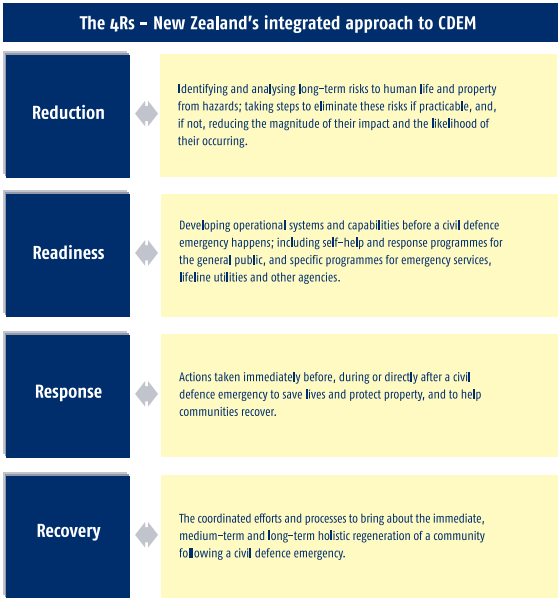 The 4Rs – New Zealand's integrated approach to CDEM
Reduction
Identifying and analysing long–term risks to human life and property
from hazards; taking steps to eliminate these risks if practicable, and,
if not, reducing the magnitude of their impact and the likelihood of
their occurring.
Readiness
Developing operational systems and capabilities before a civil defence
emergency happens; including self–help and response programmes for
the general public, and specific programmes for emergency services,
lifeline utilities and other agencies.
Response
Actions taken immediately before, during or directly after a civil
defence emergency to save lives and protect property, and to help
communities recover.
Recovery
The coordinated efforts and processes to bring about the immediate,
medium–term and long–term holistic regeneration of a community
following a civil defence emergency.